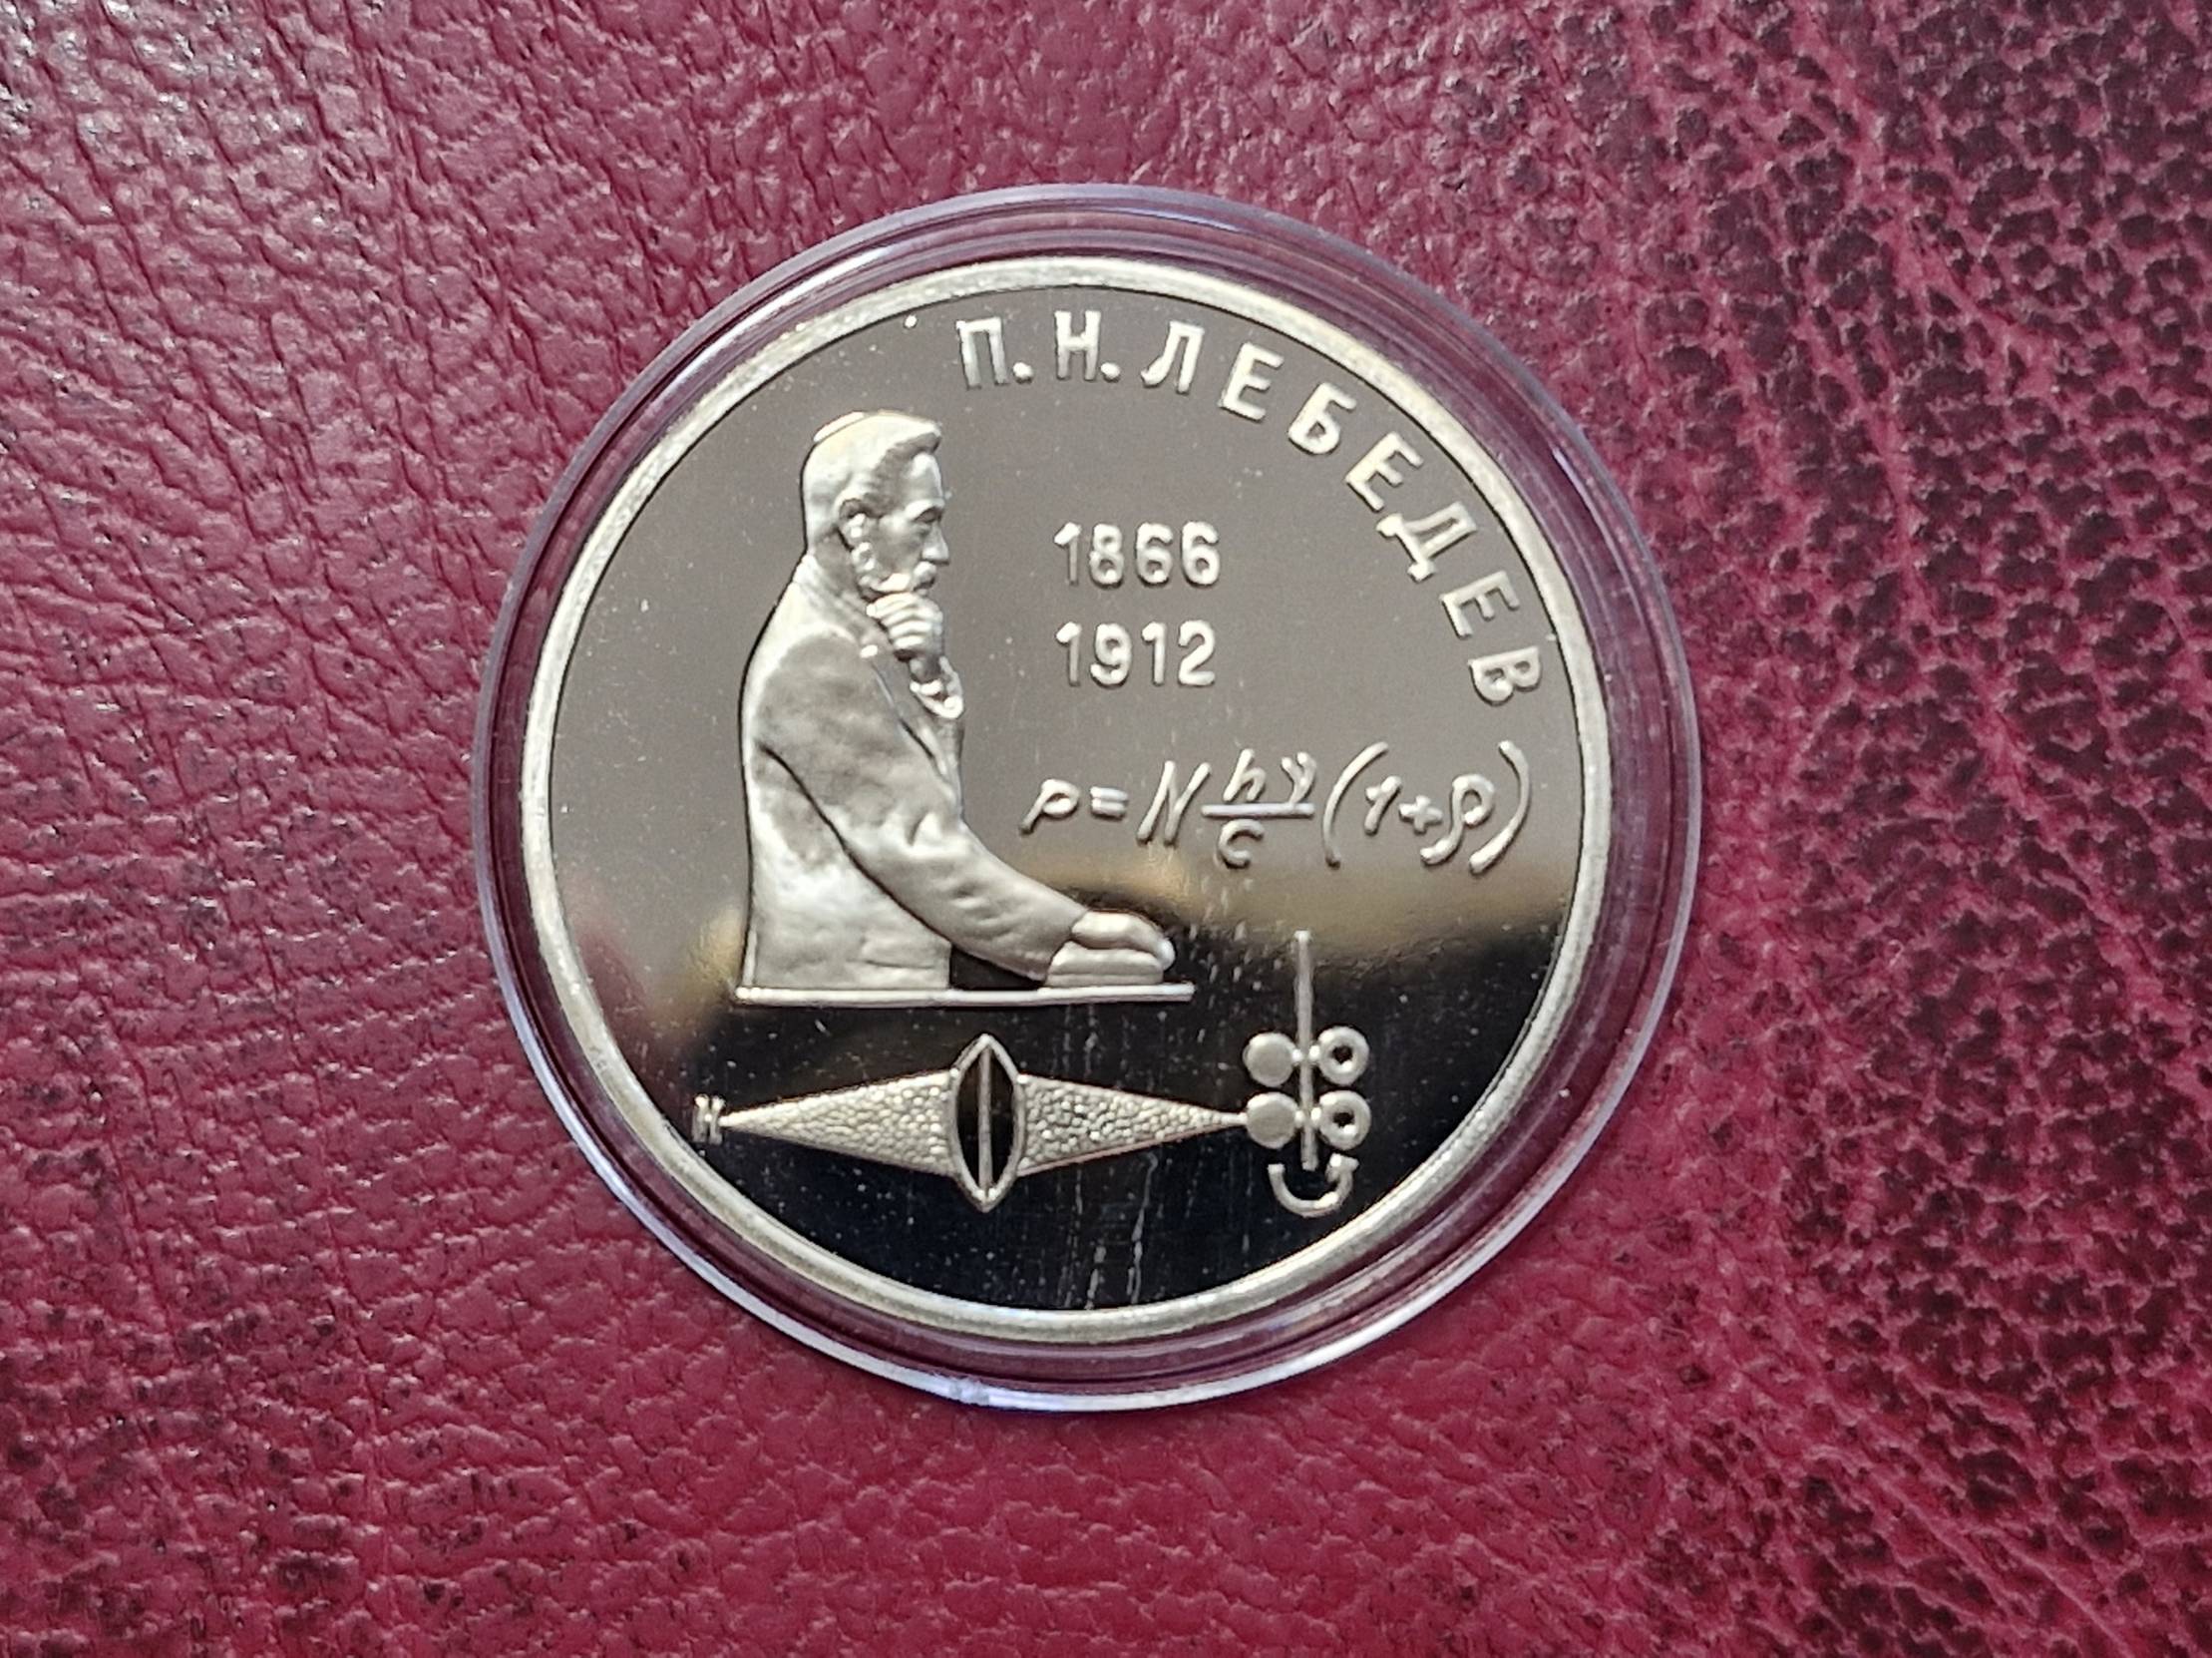 П. Н. ЛЕБЕДЕВ
1866
1912
p=N hν/c (1+ρ)